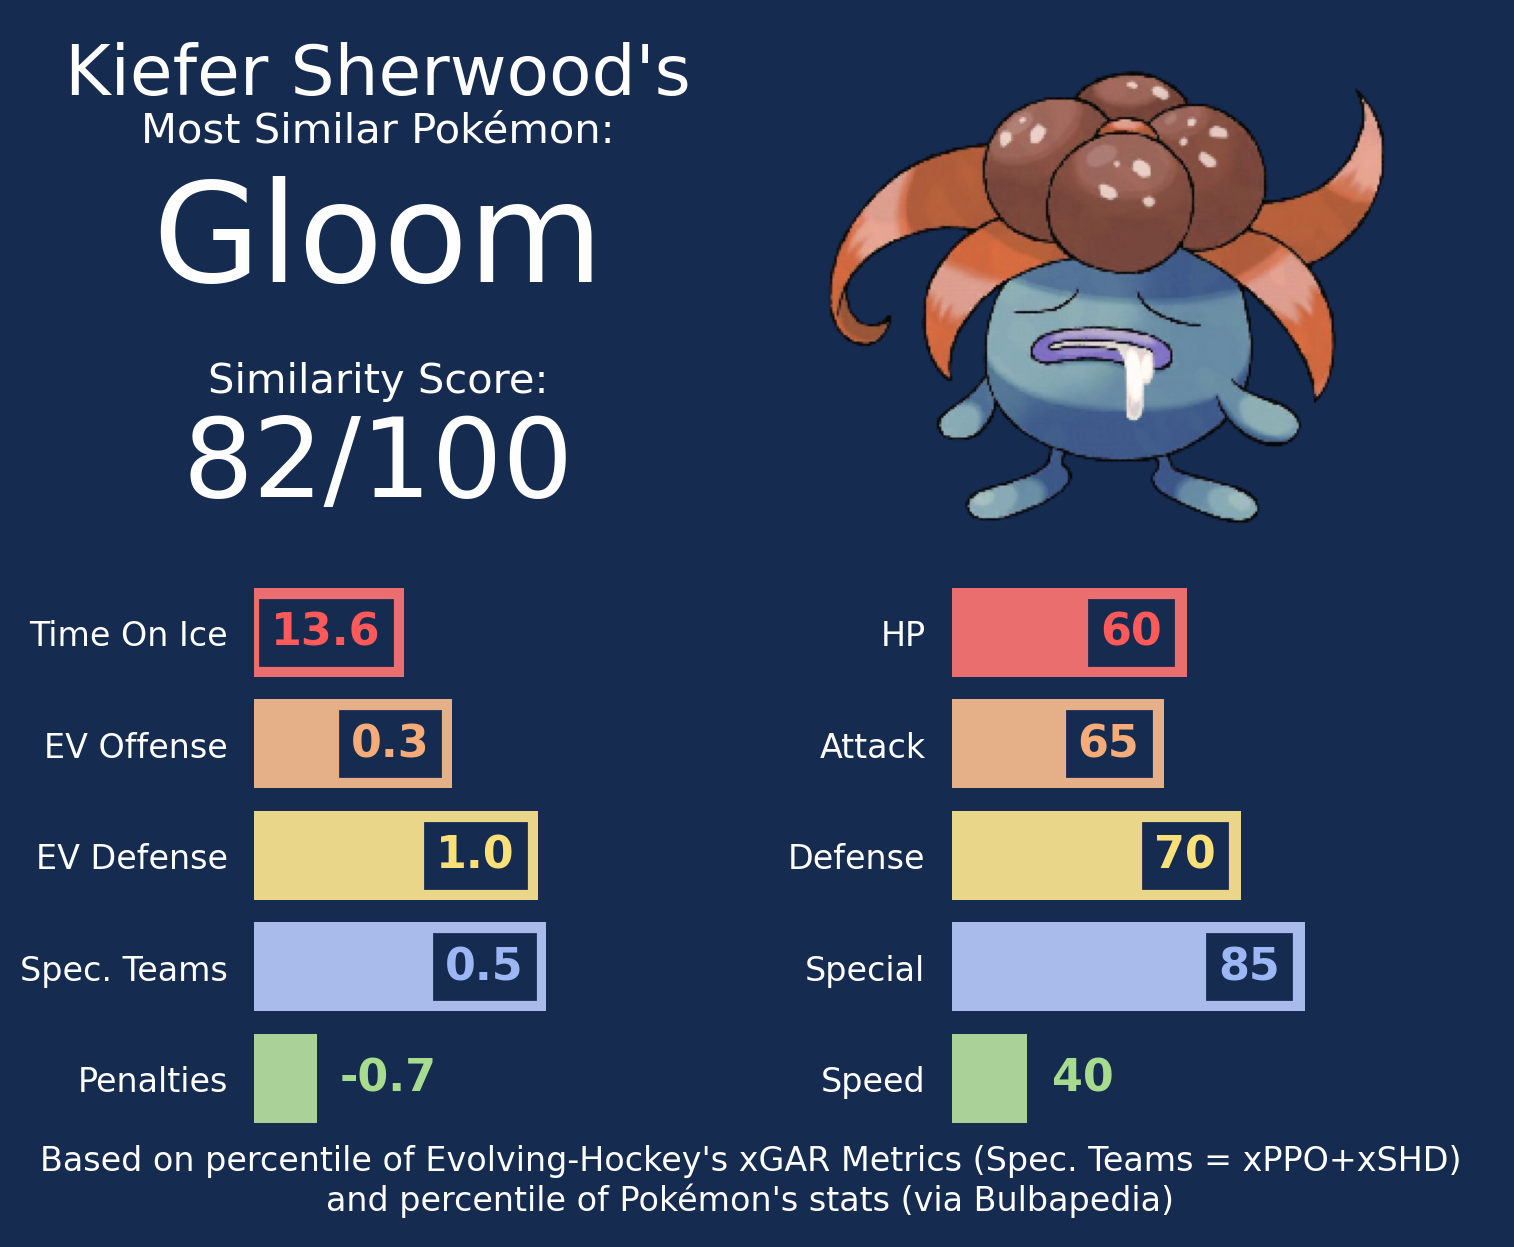 Kiefer Sherwood's
Most Similar Pokémon:
Gloom
Similarity Score:
82/100
Time On Ice 13.6
EV Offense 0.3
EV Defense 1.0
Spec. Teams 0.5
Penalties -0.7
HP 60
Attack 65
Defense 70
Special 85
Speed 40
Based on percentile of Evolving-Hockey's xGAR Metrics (Spec. Teams = xPPO+xSHD)
and percentile of Pokémon's stats (via Bulbapedia)